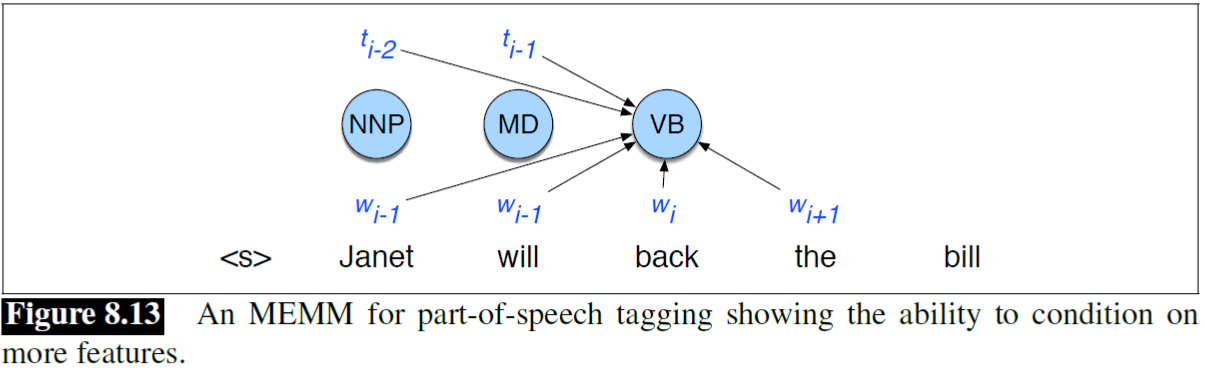 t_{i-2} t_{i-1}
NNP MD VB
w_{i-1} w_{i-1} w_i w_{i+1}
<s> Janet will back the bill
Figure 8.13 An MEMM for part-of-speech tagging showing the ability to condition on
more features.